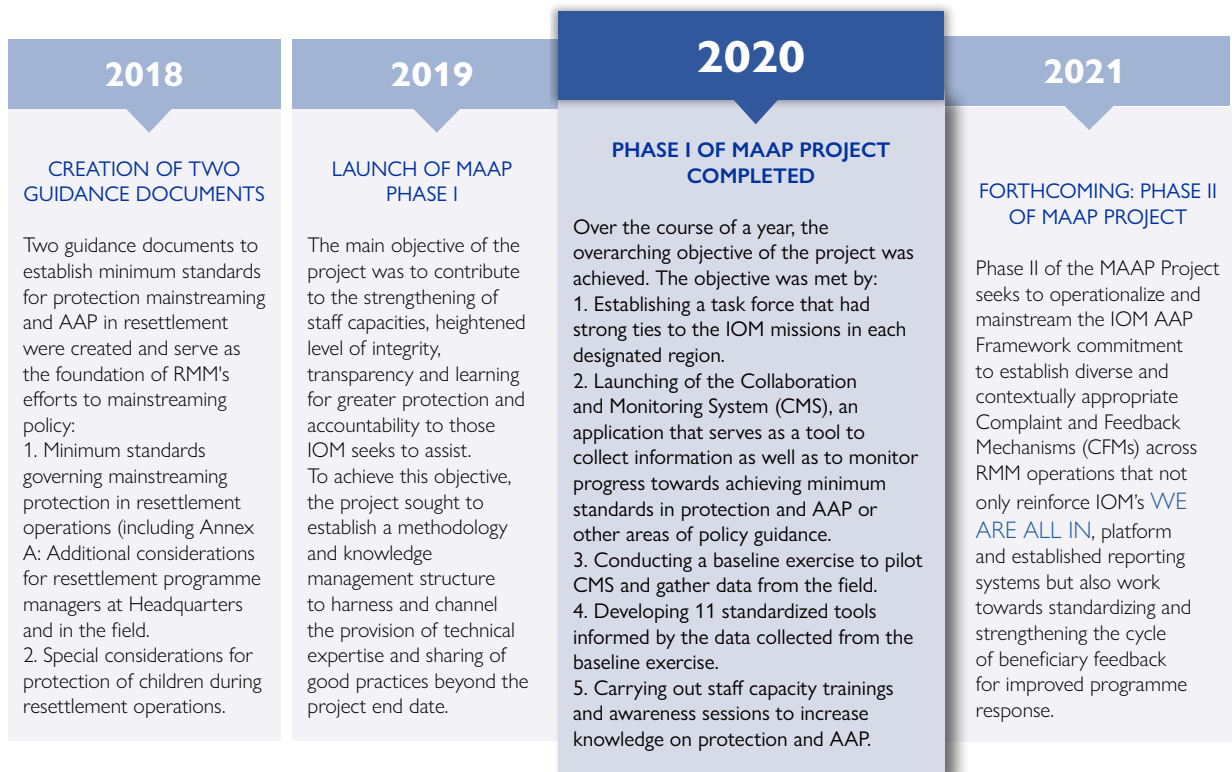 2018
CREATION OF TWO
GUIDANCE DOCUMENTS
Two guidance documents to
establish minimum standards
for protection mainstreaming
and AAP in resettlement
were created and serve as
the foundation of RMM's
efforts to mainstreaming
policy:
1. Minimum standards
governing mainstreaming
protection in resettlement
operations (including Annex
A: Additional considerations
for resettlement programme
managers at Headquarters
and in the field.
2. Special considerations for
protection of children during
resettlement operations.
2019
LAUNCH OF MAAP
PHASE I
The main objective of the
project was to contribute
to the strengthening of
staff capacities, heightened
level of integrity,
transparency and learning
for greater protection and
accountability to those
IOM seeks to assist.
To achieve this objective,
the project sought to
establish a methodology
and knowledge
management structure
to harness and channel
the provision of technical
expertise and sharing of
good practices beyond the
project end date.
2020
PHASE I OF MAAP PROJECT
COMPLETED
Over the course of a year, the
overarching objective of the project was
achieved. The objective was met by:
1. Establishing a task force that had
strong ties to the IOM missions in each
designated region.
2. Launching of the Collaboration
and Monitoring System (CMS), an
application that serves as a tool to
collect information as well as to monitor
progress towards achieving minimum
standards in protection and AAP or
other areas of policy guidance.
3. Conducting a baseline exercise to pilot
CMS and gather data from the field.
4. Developing 11 standardized tools
informed by the data collected from the
baseline exercise.
5. Carrying out staff capacity trainings
and awareness sessions to increase
knowledge on protection and AAP.
2021
FORTHCOMING: PHASE II
OF MAAP PROJECT
Phase II of the MAAP Project
seeks to operationalize and
mainstream the IOM AAP
Framework commitment
to establish diverse and
contextually appropriate
Complaint and Feedback
Mechanisms (CFMs) across
RMM operations that not
only reinforce IOM's WE
ARE ALL IN, platform
and established reporting
systems but also work
towards standardizing and
strengthening the cycle
of beneficiary feedback
for improved programme
response.